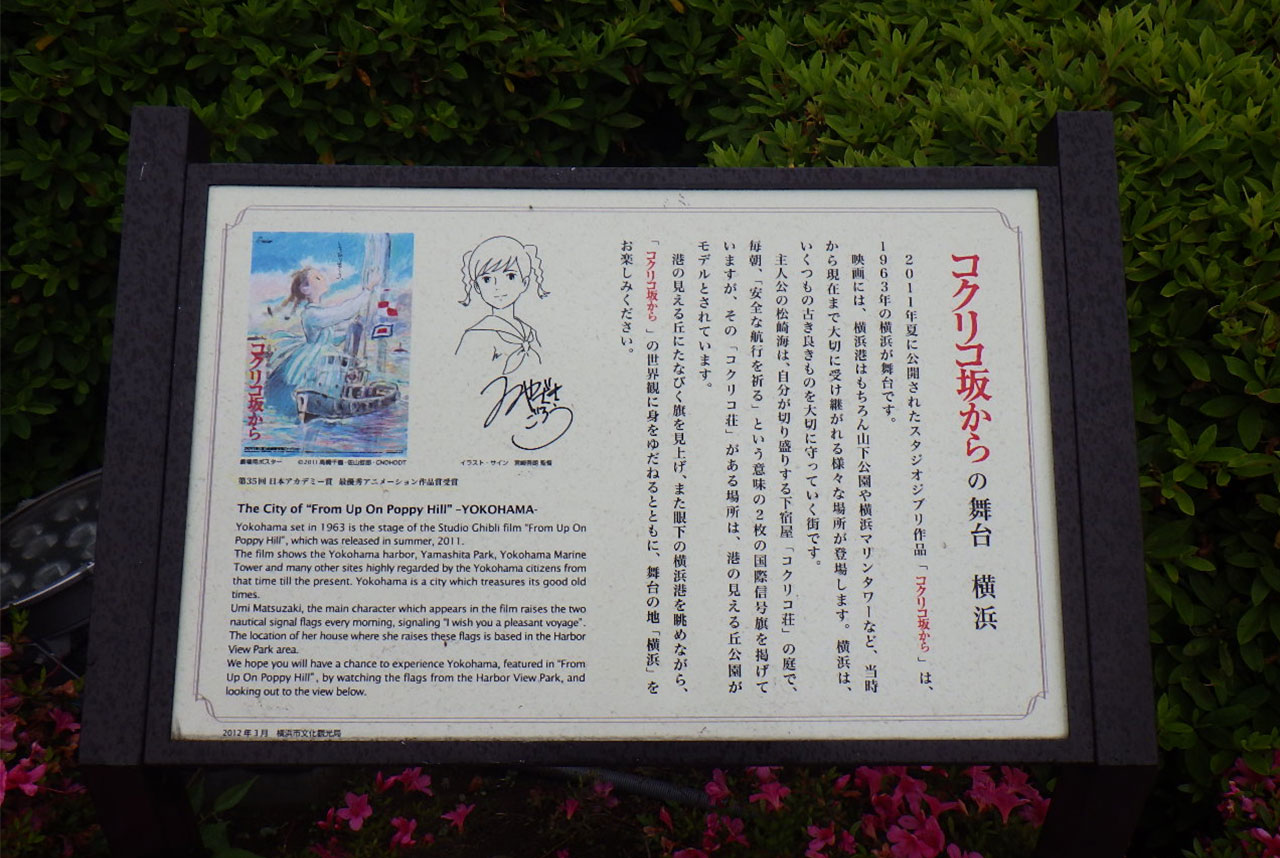 コクリコ坂からの舞台　横浜
２０１１年夏に公開されたスタジオジブリ作品「コクリコ坂から」は、
１９６３年の横浜が舞台です。
映画には、横浜港はもちろん山下公園や横浜マリンタワーなど、当時
から現在まで大切に受け継がれる様々な場所が登場します。横浜は、
いくつもの古き良きものを大切に守っていく街です。
主人公の松崎海は、自分が切り盛りする下宿屋「コクリコ荘」の庭で、
毎朝、「安全な航行を祈る」という意味の２枚の国際信号旗を掲げて
いますが、その「コクリコ荘」がある場所は、港の見える丘公園が
モデルとされています。
港の見える丘にたなびく旗を見上げ、また眼下の横浜港を眺めながら、
「コクリコ坂から」の世界観に身をゆだねるとともに、舞台の地「横浜」を
お楽しみください。
コクリコ坂から
劇場用ポスター　©2011 高橋千鶴・佐山哲郎・GNDHDDT
イラスト・サイン　宮崎吾朗 監督
第35回 日本アカデミー賞　最優秀アニメーション作品賞受賞
The City of “From Up On Poppy Hill” –YOKOHAMA-
Yokohama set in 1963 is the stage of the Studio Ghibli film “From Up On
Poppy Hill”, which was released in summer, 2011.
The film shows the Yokohama harbor, Yamashita Park, Yokohama Marine
Tower and many other sites highly regarded by the Yokohama citizens from
that time till the present. Yokohama is a city which treasures its good old
times.
Umi Matsuzaki, the main character which appears in the film raises the two
nautical signal flags every morning, signaling “I wish you a pleasant voyage”.
The location of her house where she raises these flags is based in the Harbor
View Park area.
We hope you will have a chance to experience Yokohama, featured in “From
Up On Poppy Hill”, by watching the flags from the Harbor View Park, and
looking out to the view below.
2012 年 3 月　横浜市文化観光局